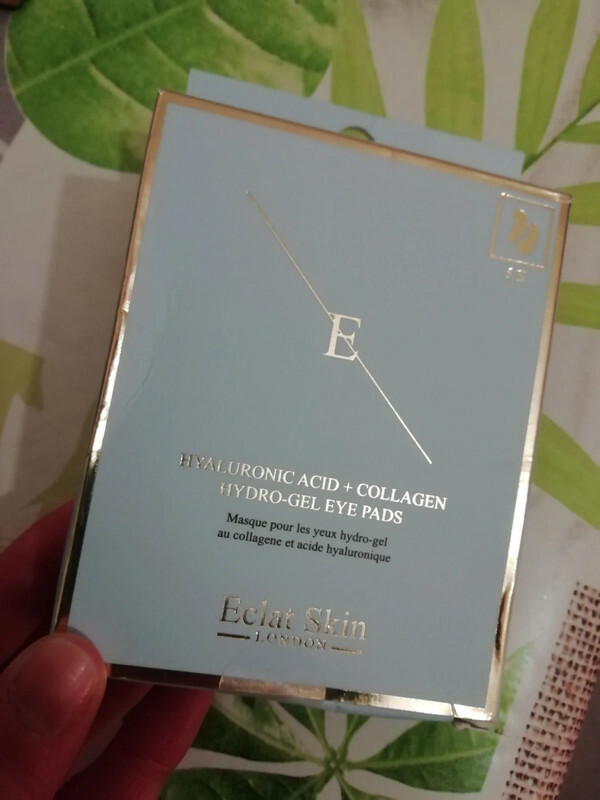 E
HYALURONIC ACID + COLLAGEN
HYDRO-GEL EYE PADS
Masque pour les yeux hydro-gel
au collagene et acide hyaluronique
Eclat Skin
LONDON